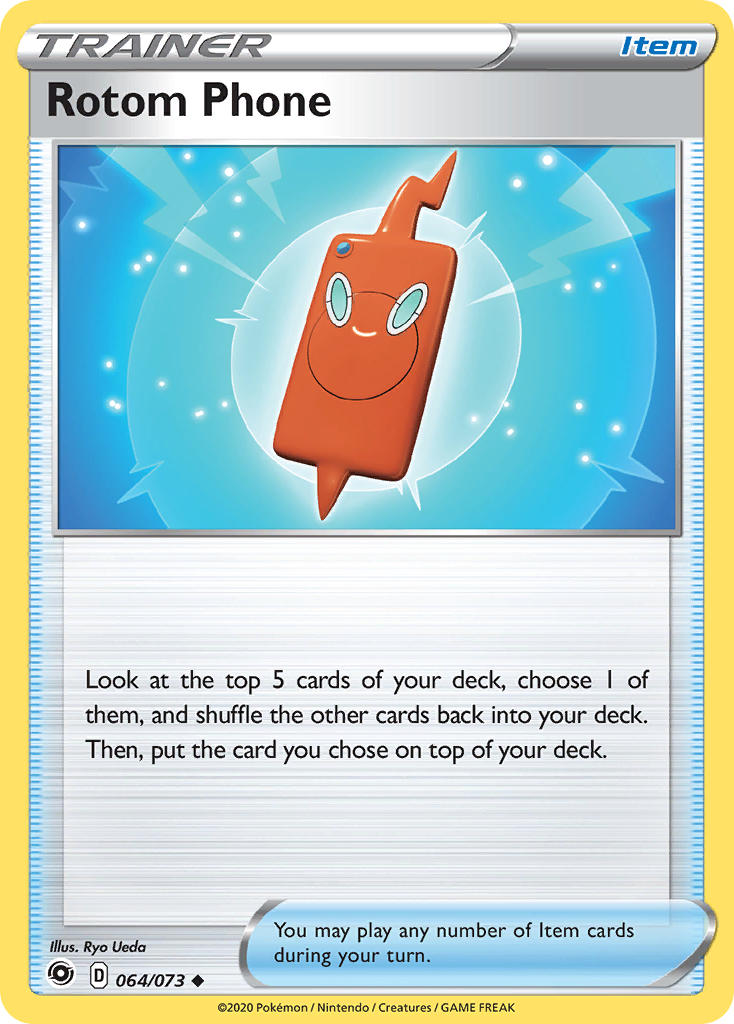 TRAINER
Item
Rotom Phone
Look at the top 5 cards of your deck, choose 1 of
them, and shuffle the other cards back into your deck.
Then, put the card you chose on top of your deck.
You may play any number of Item cards
during your turn.
Illus. Ryo Ueda
D 064/073
©2020 Pokémon / Nintendo / Creatures / GAME FREAK